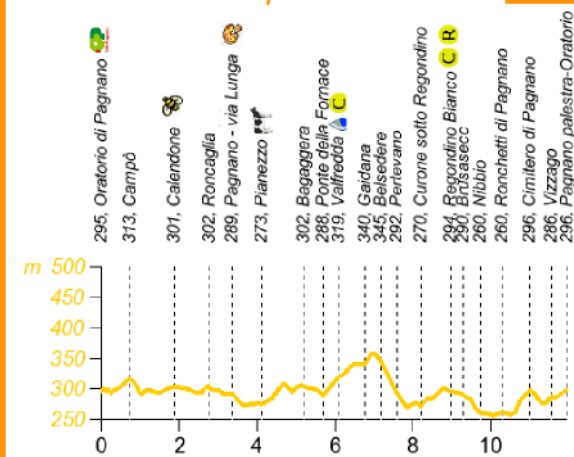 295, Oratorio di Pagnano
313, Campò
301, Calendone
302, Roncaglia
289, Pagnano - via Lunga
273, Pianezzo
302, Bagaggera
288, Ponte della Fornace
319, Valfredda C
340, Gaidana
345, Belsedere
292, Pertevano
270, Curone sotto Regondino
294, Regondino Bianco C R
290, Brusasecc
260, Nibbio
260, Ronchetti di Pagnano
296, Cimitero di Pagnano
286, Vizzago
296, Pagnano palestra-Oratorio
m 500
450
400
350
300
250
0 2 4 6 8 10